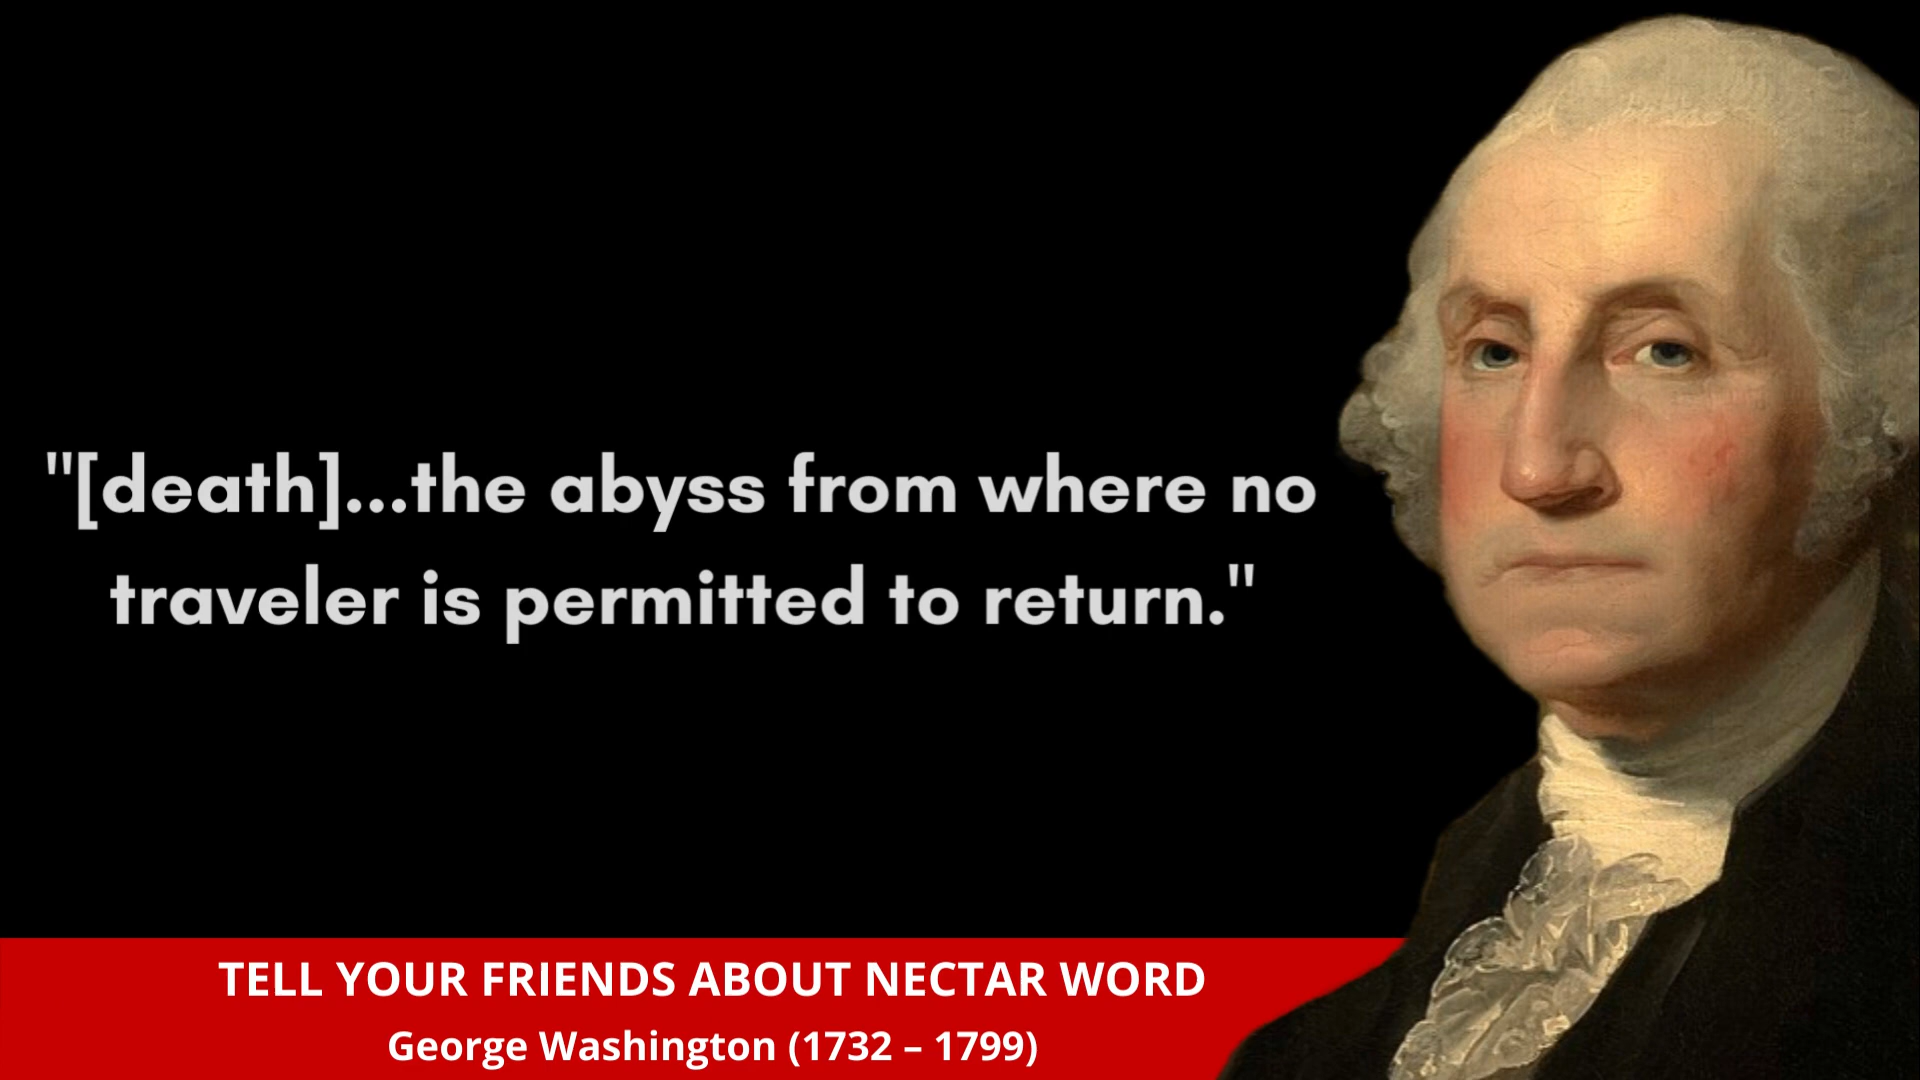 "[death]...the abyss from where no
traveler is permitted to return."
TELL YOUR FRIENDS ABOUT NECTAR WORD
George Washington (1732 – 1799)